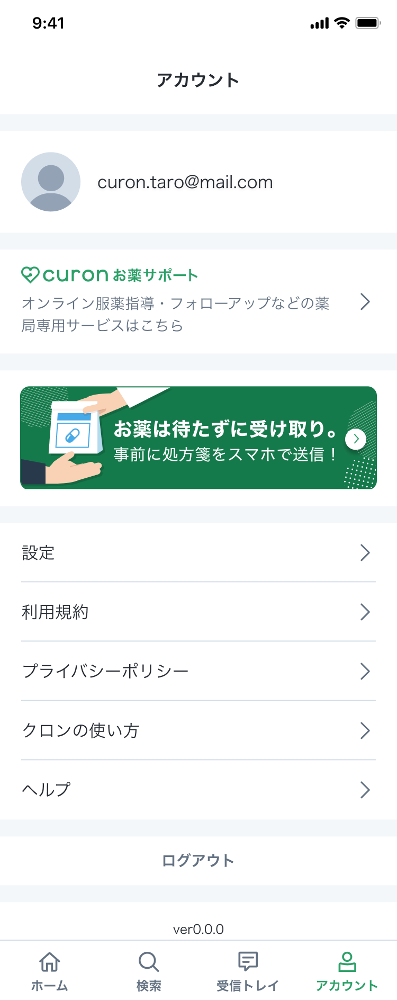 9:41
アカウント
curon.taro@mail.com
curon お薬サポート
オンライン服薬指導・フォローアップなどの薬
局専用サービスはこちら
お薬は待たずに受け取り。
事前に処方箋をスマホで送信！
設定
利用規約
プライバシーポリシー
クロンの使い方
ヘルプ
ログアウト
ver0.0.0
ホーム
検索
受信トレイ
アカウント